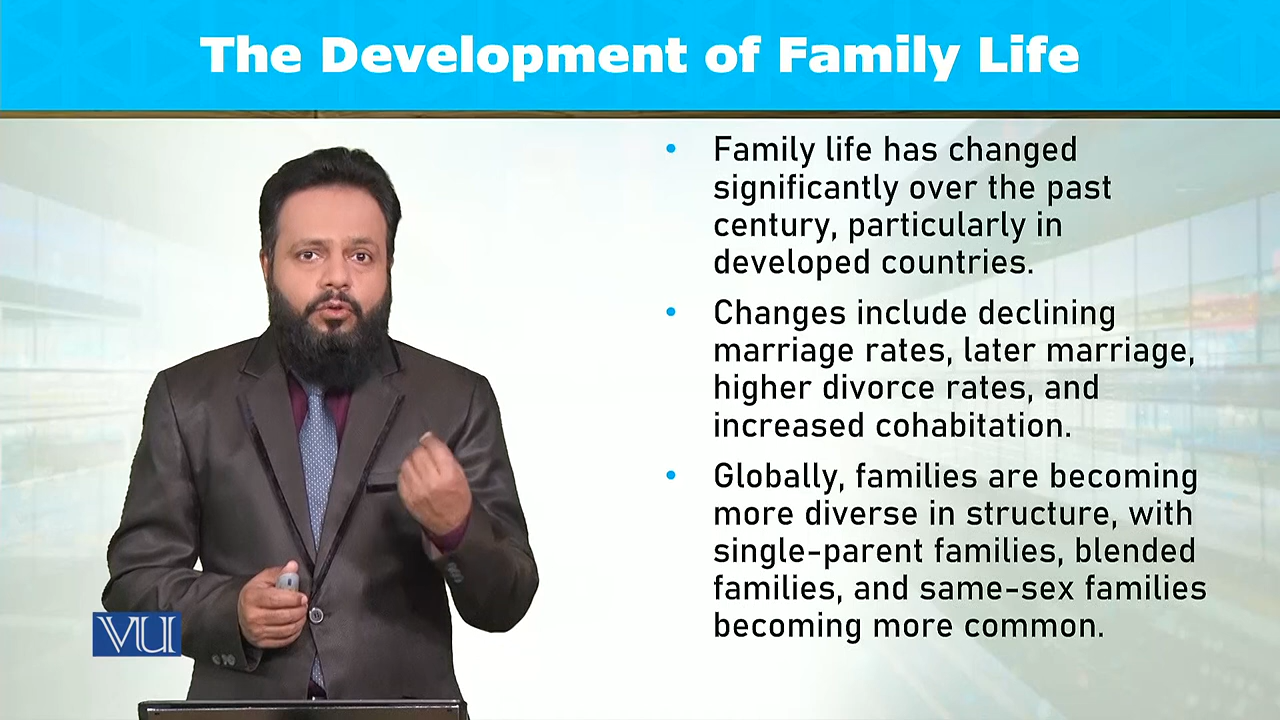 The Development of Family Life
• Family life has changed
significantly over the past
century, particularly in
developed countries.
• Changes include declining
marriage rates, later marriage,
higher divorce rates, and
increased cohabitation.
• Globally, families are becoming
more diverse in structure, with
single-parent families, blended
families, and same-sex families
becoming more common.
VU